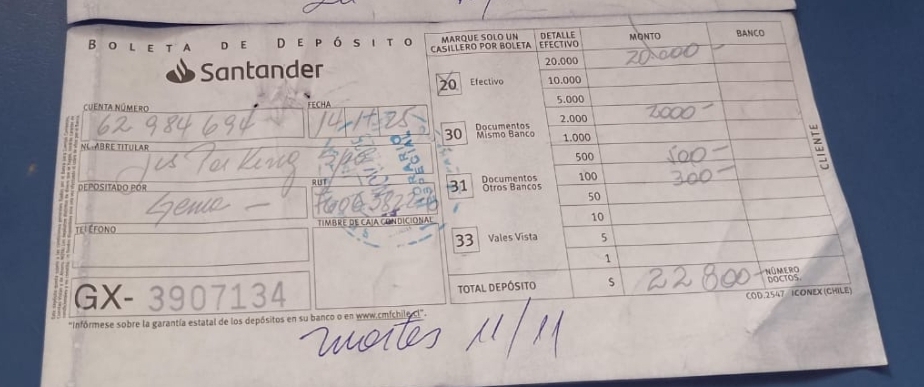 BOLETA DE DEPÓSITO
Santander
CUENTA NÚMERO
62 984 694
FECHA
14-11-25
NOMBRE TITULAR
DEPOSITADO POR
RUT
TELÉFONO
TIMBRE DE CAJA CONDICIONAL
GX- 3907134
"Infórmese sobre la garantía estatal de los depósitos en su banco o en www.cmfchile.cl".
MARQUE SOLO UN
CASILLERO POR BOLETA
20 Efectivo
30 Documentos
Mismo Banco
31 Documentos
Otros Bancos
33 Vales Vista
DETALLE
EFECTIVO
MONTO
BANCO
20.000 20.000-
10.000
5.000
2.000 2000-
1.000
500 500-
100 300-
50
10
5
1
TOTAL DEPÓSITO $ 22 800-
NÚMERO
DOCTOS.
CLIENTE
COD.2547 ICONEX (CHILE)
HORARIO
ESPECIAL
martes 11/11